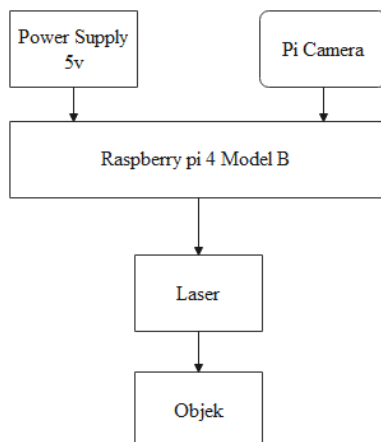 Power Supply
5v
Pi Camera
Raspberry pi 4 Model B
Laser
Objek